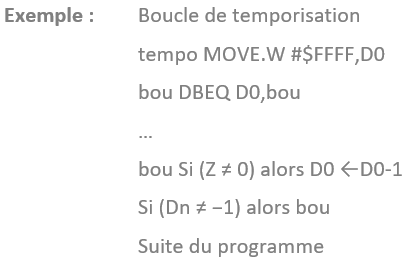 Exemple : Boucle de temporisation
tempo MOVE.W #$FFFF,D0
bou DBEQ D0,bou
...
bou Si (Z ≠ 0) alors D0 ←D0-1
Si (Dn ≠ −1) alors bou
Suite du programme